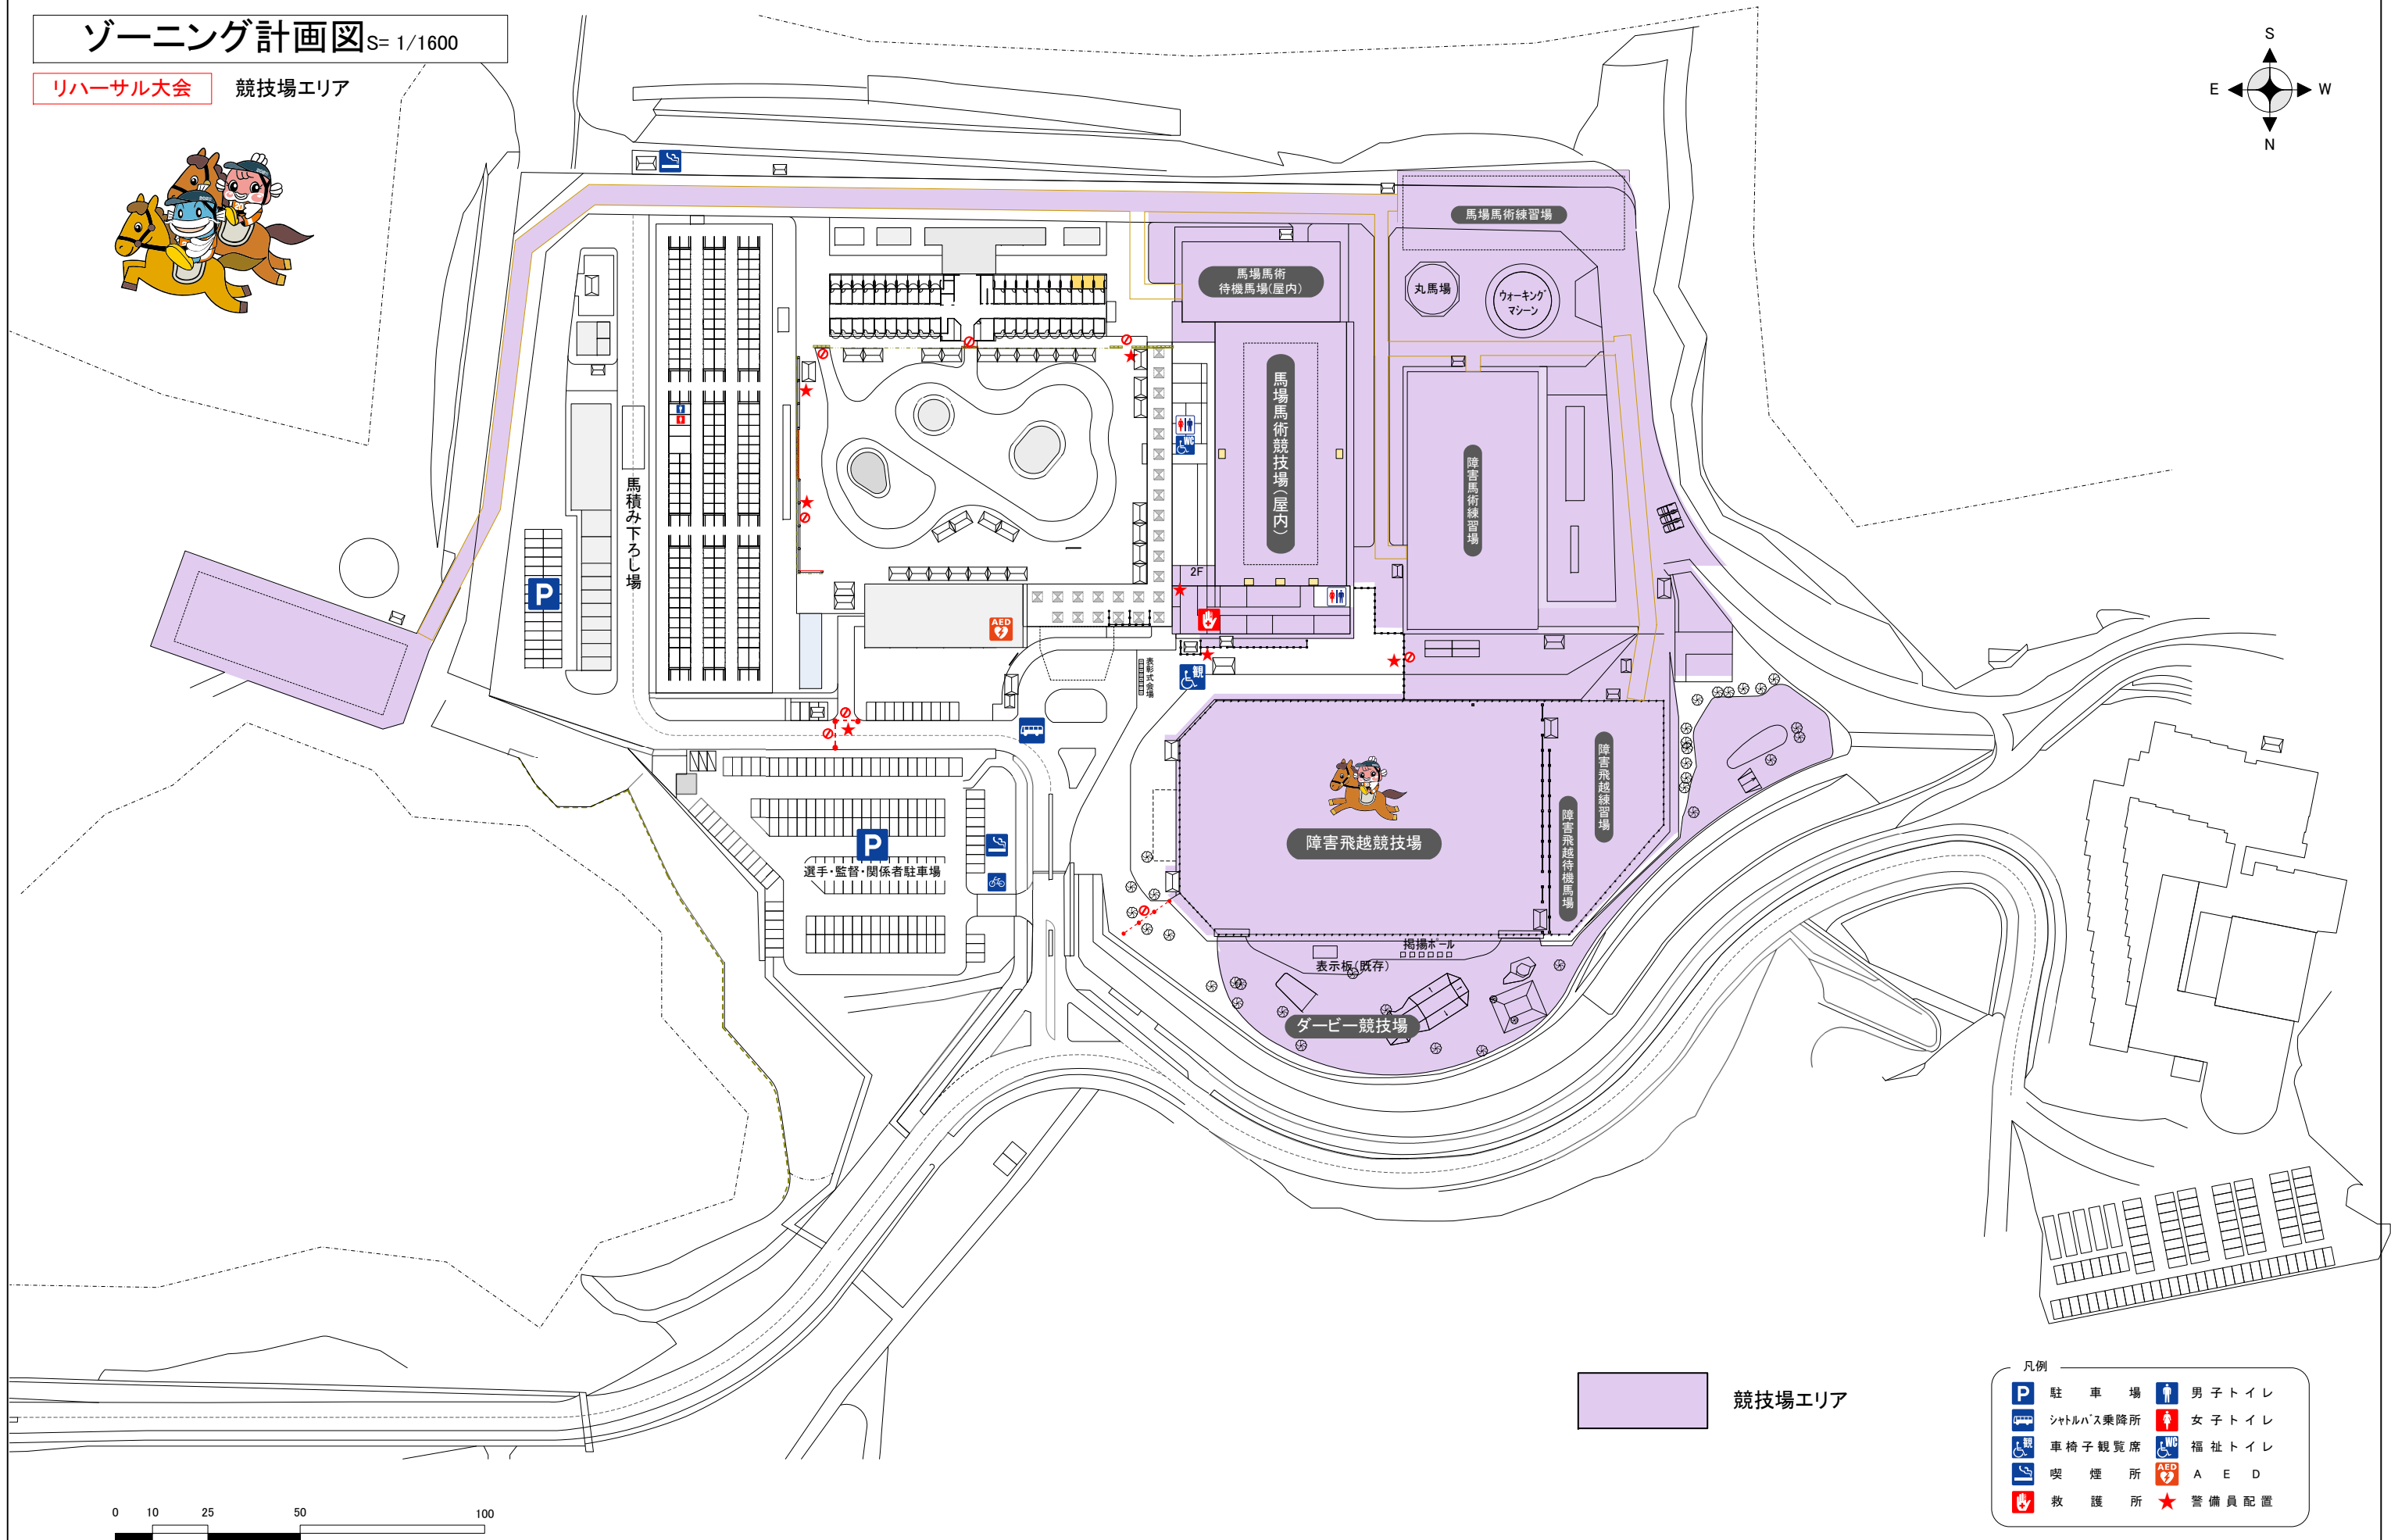 ゾーニング計画図 S= 1/1600
リハーサル大会 競技場エリア
S
E W
N
馬場馬術練習場
馬場馬術
待機馬場(屋内)
丸馬場
ウォーキング
マシーン
馬場馬術競技場(屋内)
障害馬術練習場
馬積み下ろし場
WC
P
2F
AED
表彰式会場
観
障害飛越練習場
障害飛越競技場
障害飛越待機馬場
P
選手・監督・関係者駐車場
掲揚ポール
表示板(既存)
ダービー競技場
競技場エリア
凡例
P 駐車場 男子トイレ
シャトルバス乗降所 女子トイレ
観 車椅子観覧席 WC 福祉トイレ
喫煙所 AED AED
救護所 警備員配置
0 10 25 50 100